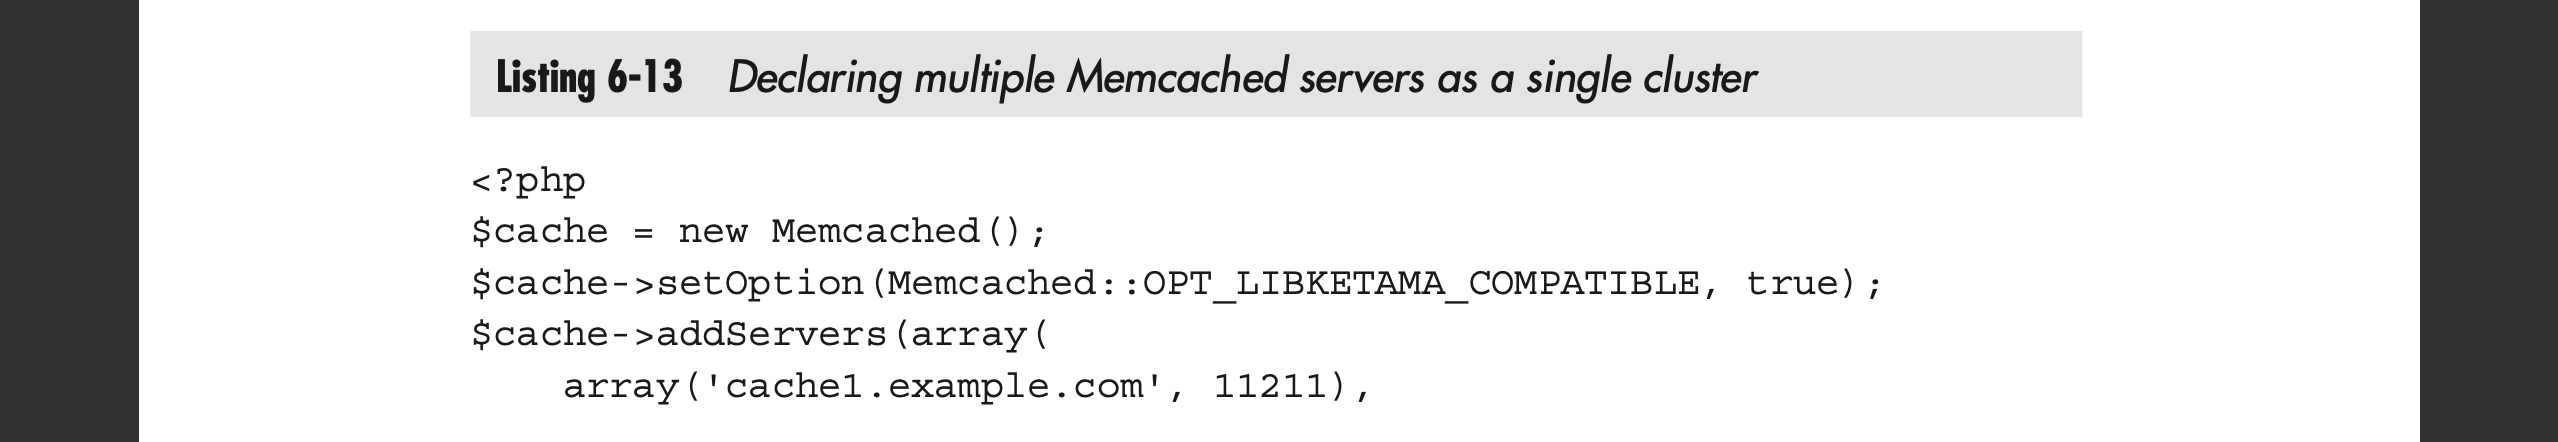 Listing 6-13 Declaring multiple Memcached servers as a single cluster
<?php
$cache = new Memcached();
$cache->setOption(Memcached::OPT_LIBKETAMA_COMPATIBLE, true);
$cache->addServers(array(
    array('cache1.example.com', 11211),